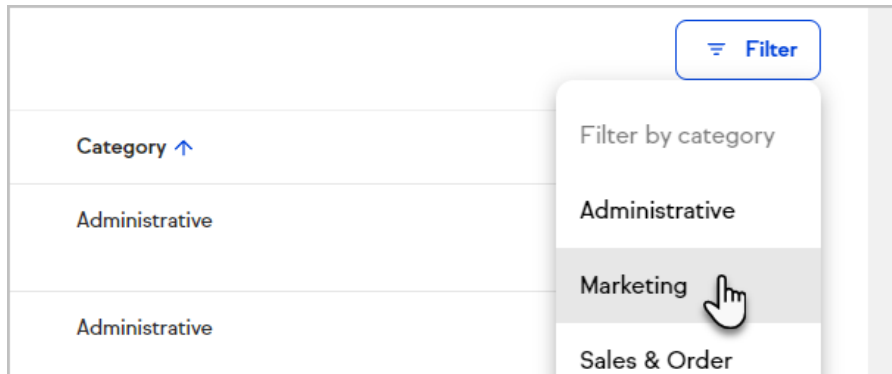 Filter
Filter by category
Category
Administrative
Administrative
Marketing
Administrative
Sales & Order